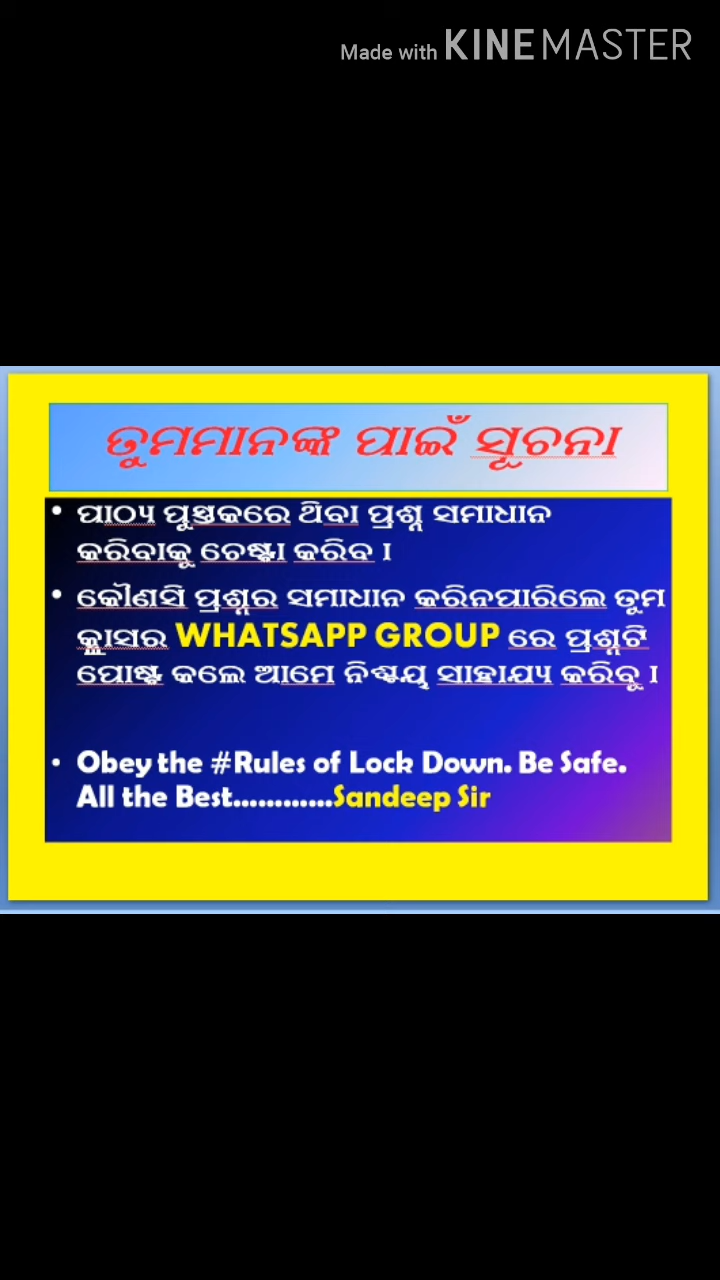 Made with KINEMASTER
ତୁମମାନଙ୍କ ପାଇଁ ସୂଚନା
• ପାଠ୍ୟ ପୁସ୍ତକରେ ଥିବା ପ୍ରଶ୍ନ ସମାଧାନ
କରିବାକୁ ଚେଷ୍ଟା କରିବ ।
• କୌଣସି ପ୍ରଶ୍ନର ସମାଧାନ କରିନପାରିଲେ ତୁମ
କ୍ଲାସର WHATSAPP GROUP ରେ ପ୍ରଶ୍ନଟି
ପୋଷ୍ଟ କଲେ ଆମେ ନିଶ୍ଚୟ ସାହାଯ୍ୟ କରିବୁ ।
• Obey the #Rules of Lock Down. Be Safe.
All the Best............Sandeep Sir